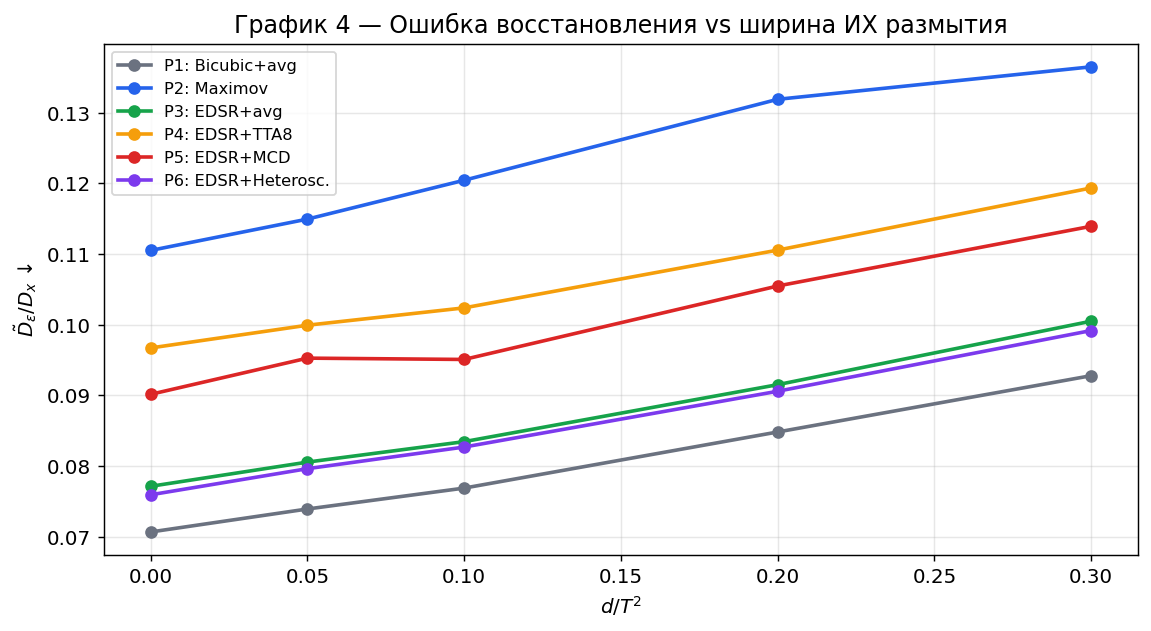 График 4 — Ошибка восстановления vs ширина ИХ размытия
P1: Bicubic+avg
P2: Maximov
P3: EDSR+avg
P4: EDSR+TTA8
P5: EDSR+MCD
P6: EDSR+Heterosc.
0.13
0.12
0.11
0.10
0.09
0.08
0.07
D̃ε/Dx ↓
0.00 0.05 0.10 0.15 0.20 0.25 0.30
d/T²